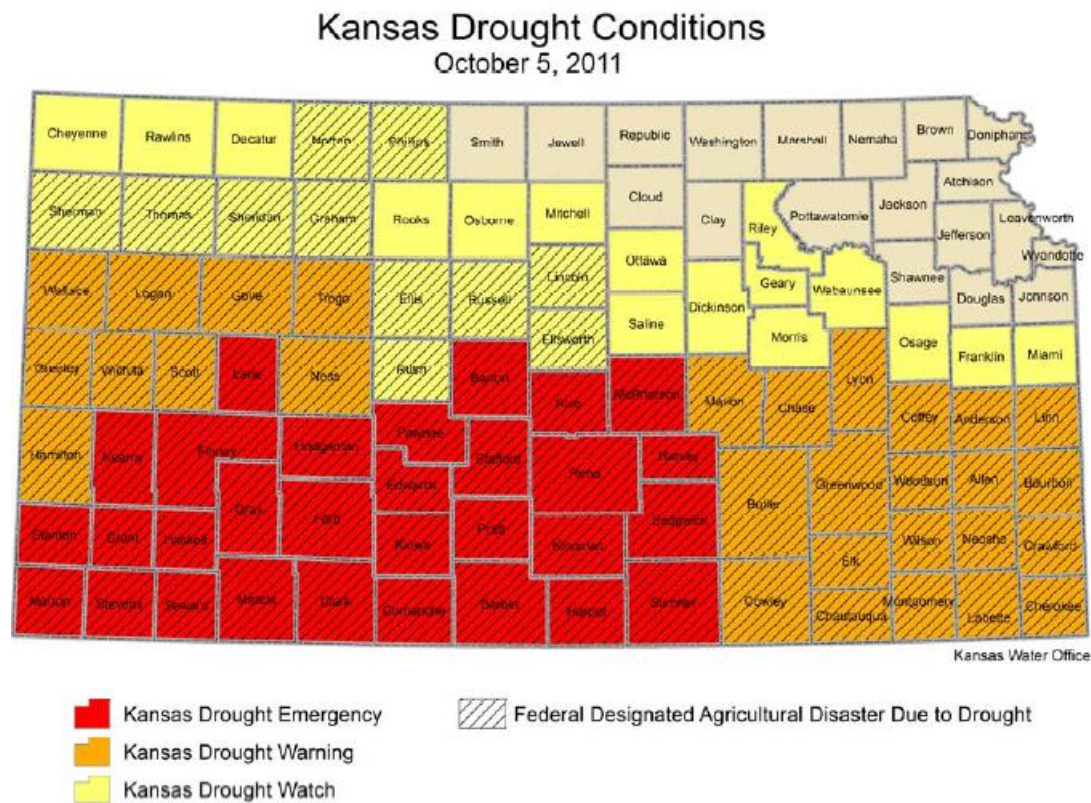 Kansas Drought Conditions
October 5, 2011
Cheyenne Rawlins Decatur Norton Phillips Smith Jewell Republic Washington Marshall Nemaha Brown Doniphan
Atchison
Sherman Thomas Sheridan Graham Rooks Osborne Mitchell Cloud Clay Riley Pottawatomie Jackson Jefferson Leavenworth
Wyandotte
Wallace Logan Gove Trego Ellis Russell Lincoln Ottawa Dickinson Geary Wabaunsee Shawnee Douglas Johnson
Ellsworth Saline Morris Osage Franklin Miami
Greeley Wichita Scott Lane Ness Rush Barton Rice McPherson Marion Chase Lyon Coffey Anderson Linn
Hamilton Kearny Finney Hodgeman Pawnee Stafford Reno Harvey
Gray Ford Edwards Pratt Sedgwick Butler Greenwood Woodson Allen Bourbon
Stanton Grant Haskell Kiowa Kingman Elk Wilson Neosho Crawford
Morton Stevens Seward Meade Clark Comanche Barber Harper Sumner Cowley Chautauqua Montgomery Labette Cherokee
Kansas Water Office
Kansas Drought Emergency
Federal Designated Agricultural Disaster Due to Drought
Kansas Drought Warning
Kansas Drought Watch